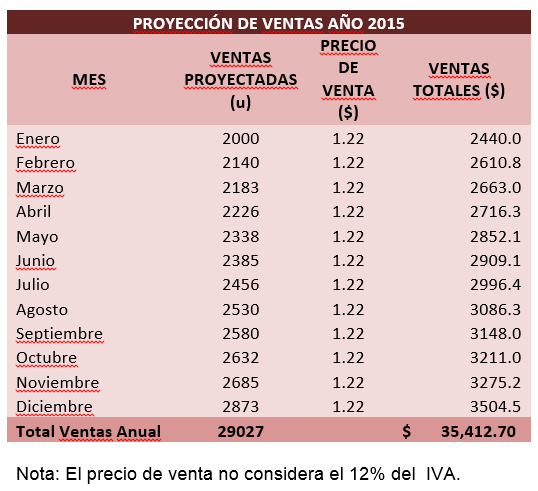 PROYECCIÓN DE VENTAS AÑO 2015
MES VENTAS PROYECTADAS (u) PRECIO DE VENTA ($) VENTAS TOTALES ($)
Enero 2000 1.22 2440.0
Febrero 2140 1.22 2610.8
Marzo 2183 1.22 2663.0
Abril 2226 1.22 2716.3
Mayo 2338 1.22 2852.1
Junio 2385 1.22 2909.1
Julio 2456 1.22 2996.4
Agosto 2530 1.22 3086.3
Septiembre 2580 1.22 3148.0
Octubre 2632 1.22 3211.0
Noviembre 2685 1.22 3275.2
Diciembre 2873 1.22 3504.5
Total Ventas Anual 29027 $ 35,412.70
Nota: El precio de venta no considera el 12% del IVA.